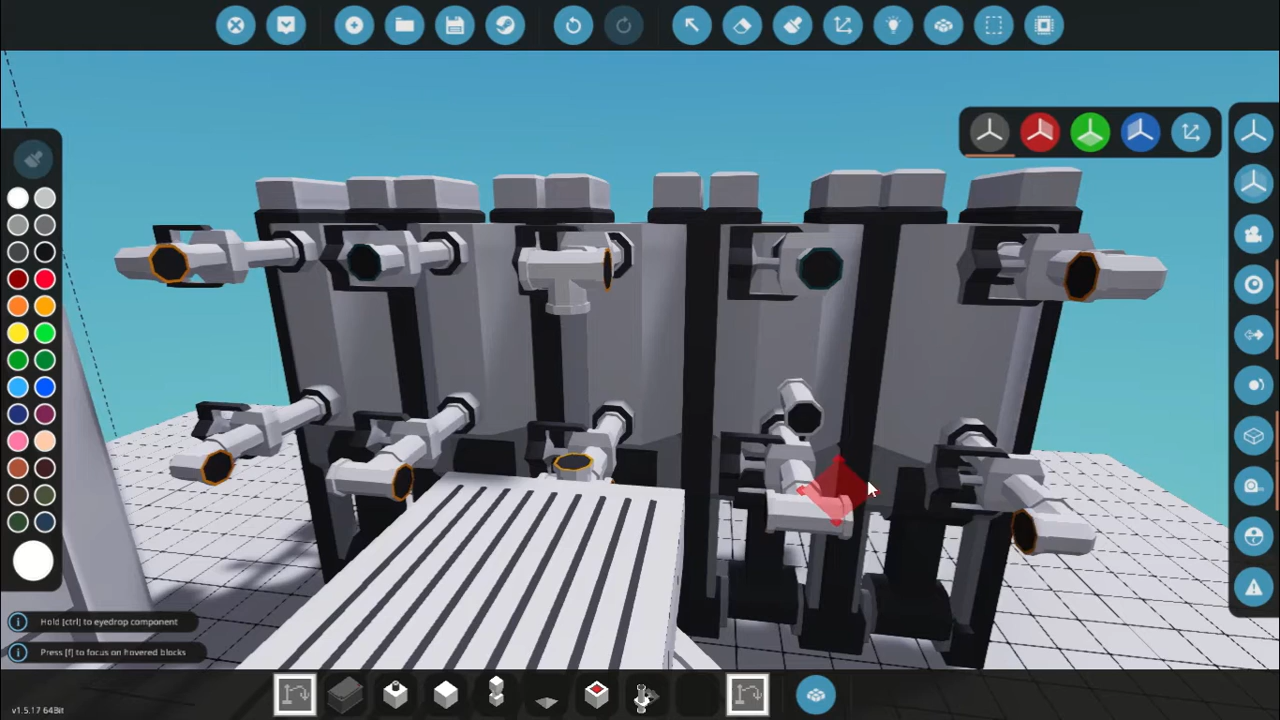 Hold [ctrl] to eyedrop component
Press [f] to focus on hovered blocks
v1.5.17 64Bit